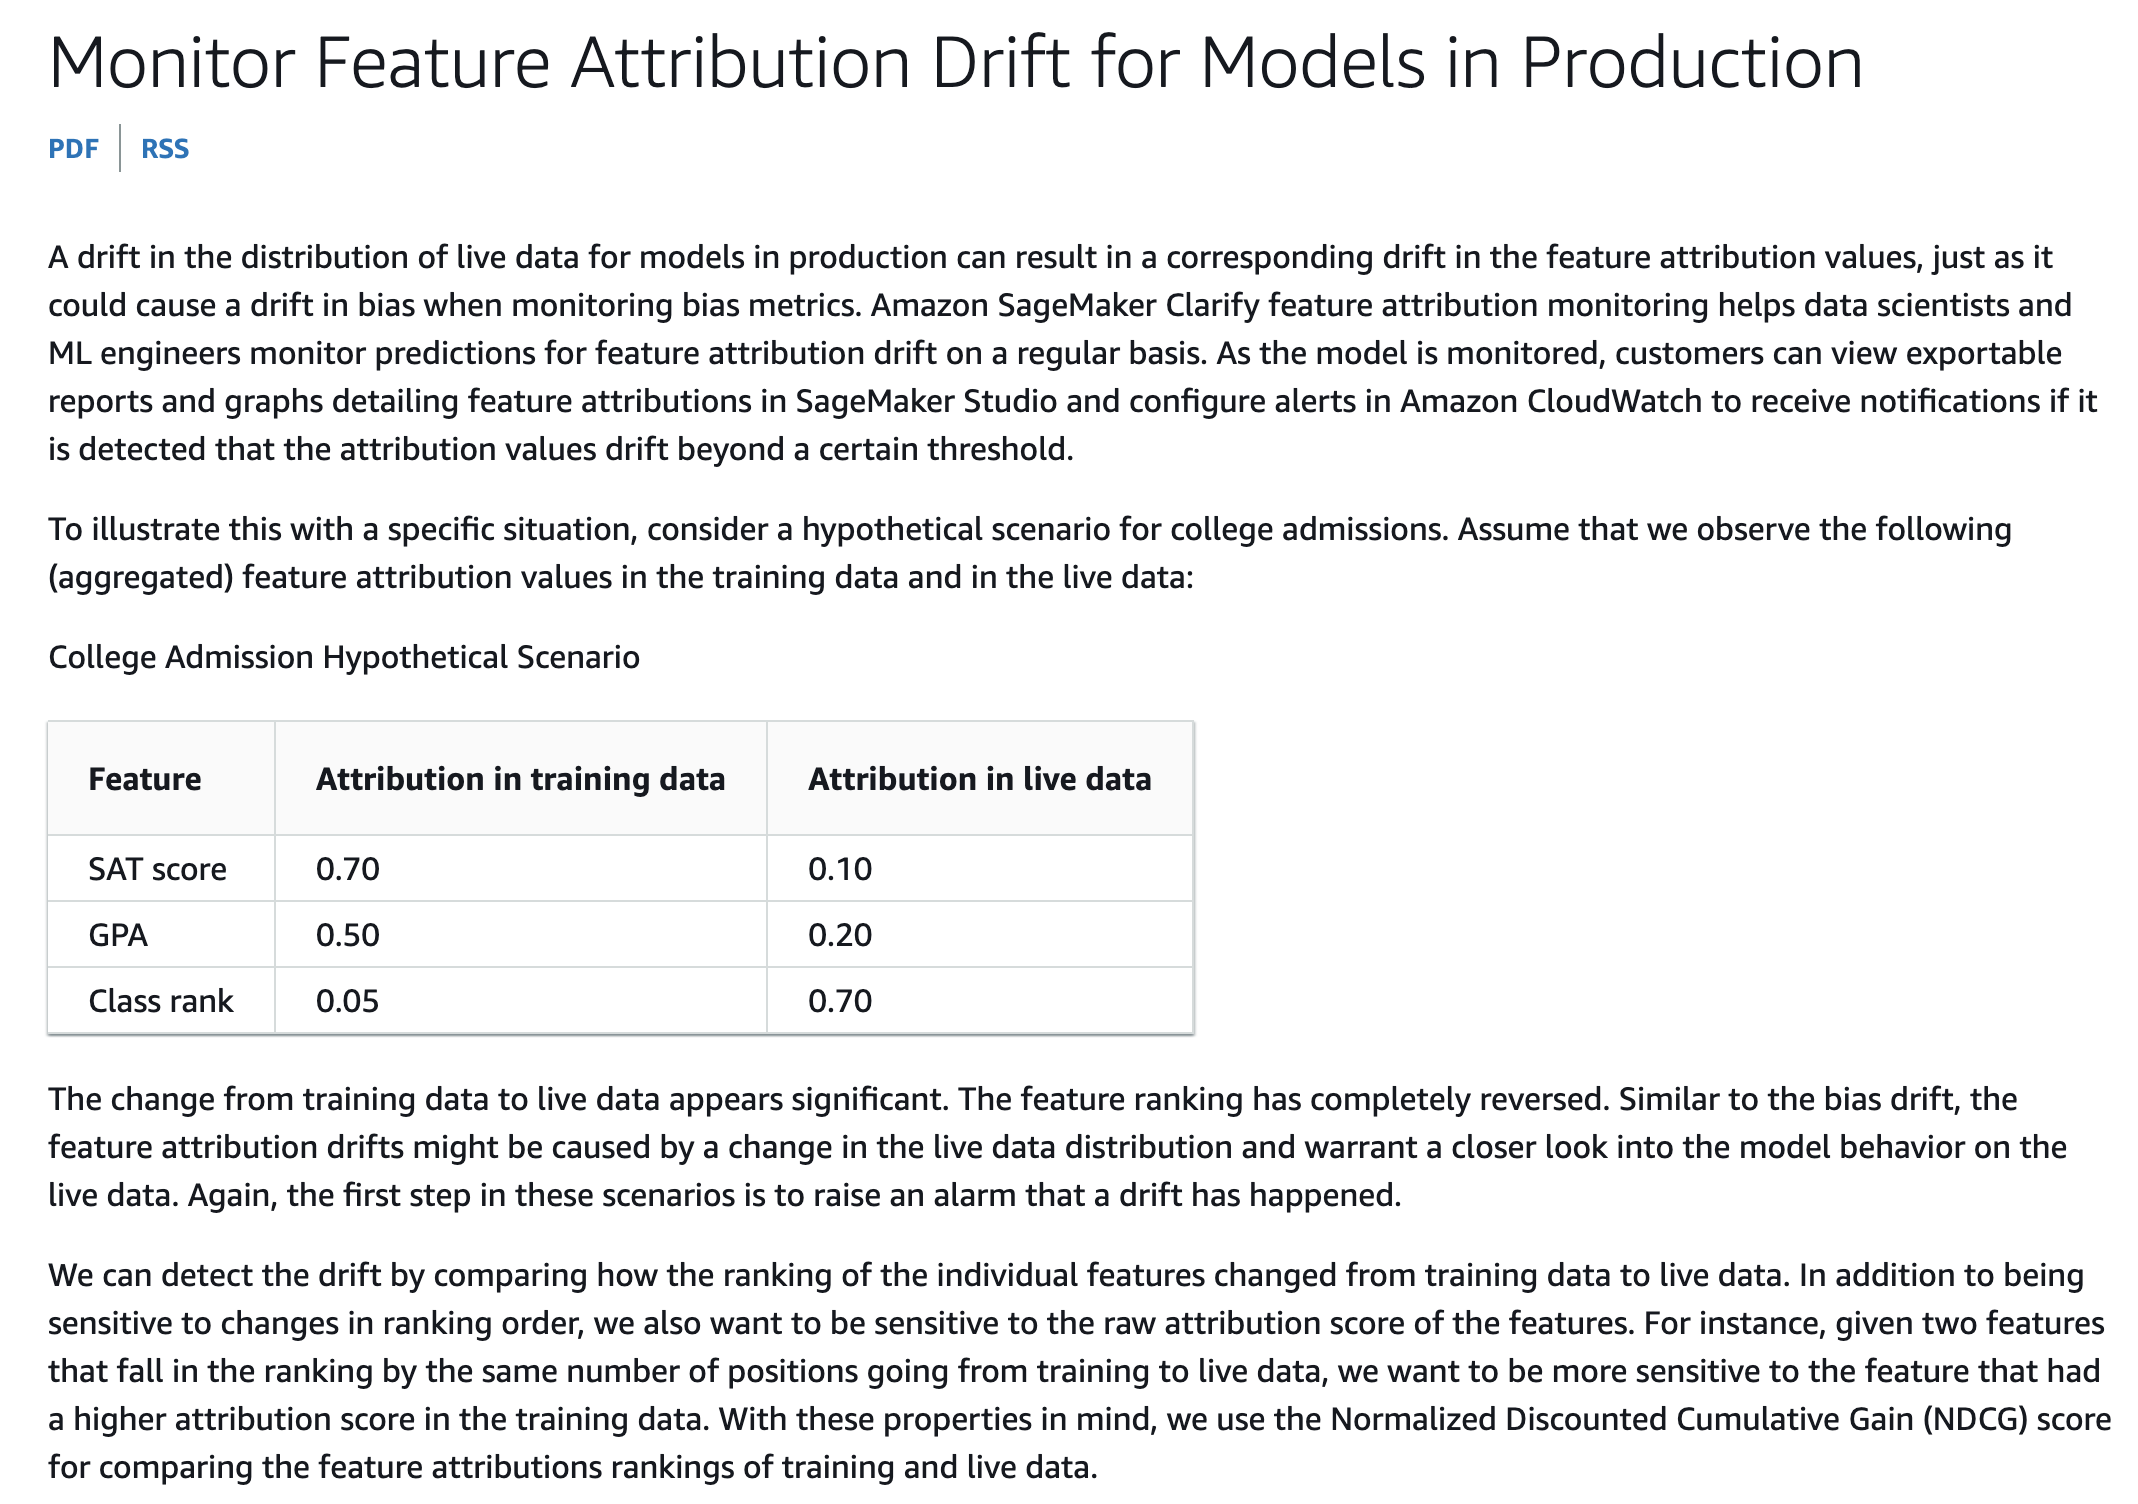 Monitor Feature Attribution Drift for Models in Production
PDF | RSS
A drift in the distribution of live data for models in production can result in a corresponding drift in the feature attribution values, just as it
could cause a drift in bias when monitoring bias metrics. Amazon SageMaker Clarify feature attribution monitoring helps data scientists and
ML engineers monitor predictions for feature attribution drift on a regular basis. As the model is monitored, customers can view exportable
reports and graphs detailing feature attributions in SageMaker Studio and configure alerts in Amazon CloudWatch to receive notifications if it
is detected that the attribution values drift beyond a certain threshold.
To illustrate this with a specific situation, consider a hypothetical scenario for college admissions. Assume that we observe the following
(aggregated) feature attribution values in the training data and in the live data:
College Admission Hypothetical Scenario
Feature Attribution in training data Attribution in live data
SAT score 0.70 0.10
GPA 0.50 0.20
Class rank 0.05 0.70
The change from training data to live data appears significant. The feature ranking has completely reversed. Similar to the bias drift, the
feature attribution drifts might be caused by a change in the live data distribution and warrant a closer look into the model behavior on the
live data. Again, the first step in these scenarios is to raise an alarm that a drift has happened.
We can detect the drift by comparing how the ranking of the individual features changed from training data to live data. In addition to being
sensitive to changes in ranking order, we also want to be sensitive to the raw attribution score of the features. For instance, given two features
that fall in the ranking by the same number of positions going from training to live data, we want to be more sensitive to the feature that had
a higher attribution score in the training data. With these properties in mind, we use the Normalized Discounted Cumulative Gain (NDCG) score
for comparing the feature attributions rankings of training and live data.